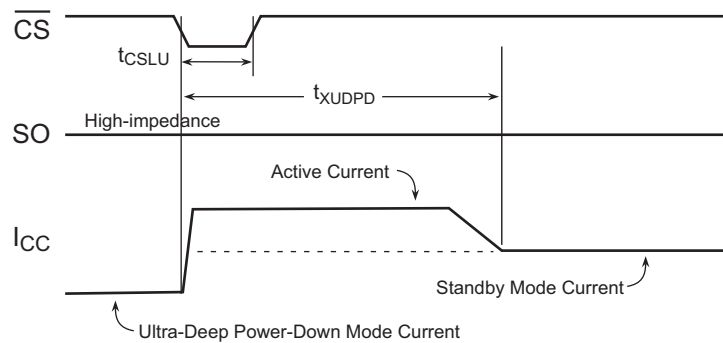 CS
tCSLU
tXUDPD
High-impedance
SO
Active Current
ICC
Standby Mode Current
Ultra-Deep Power-Down Mode Current